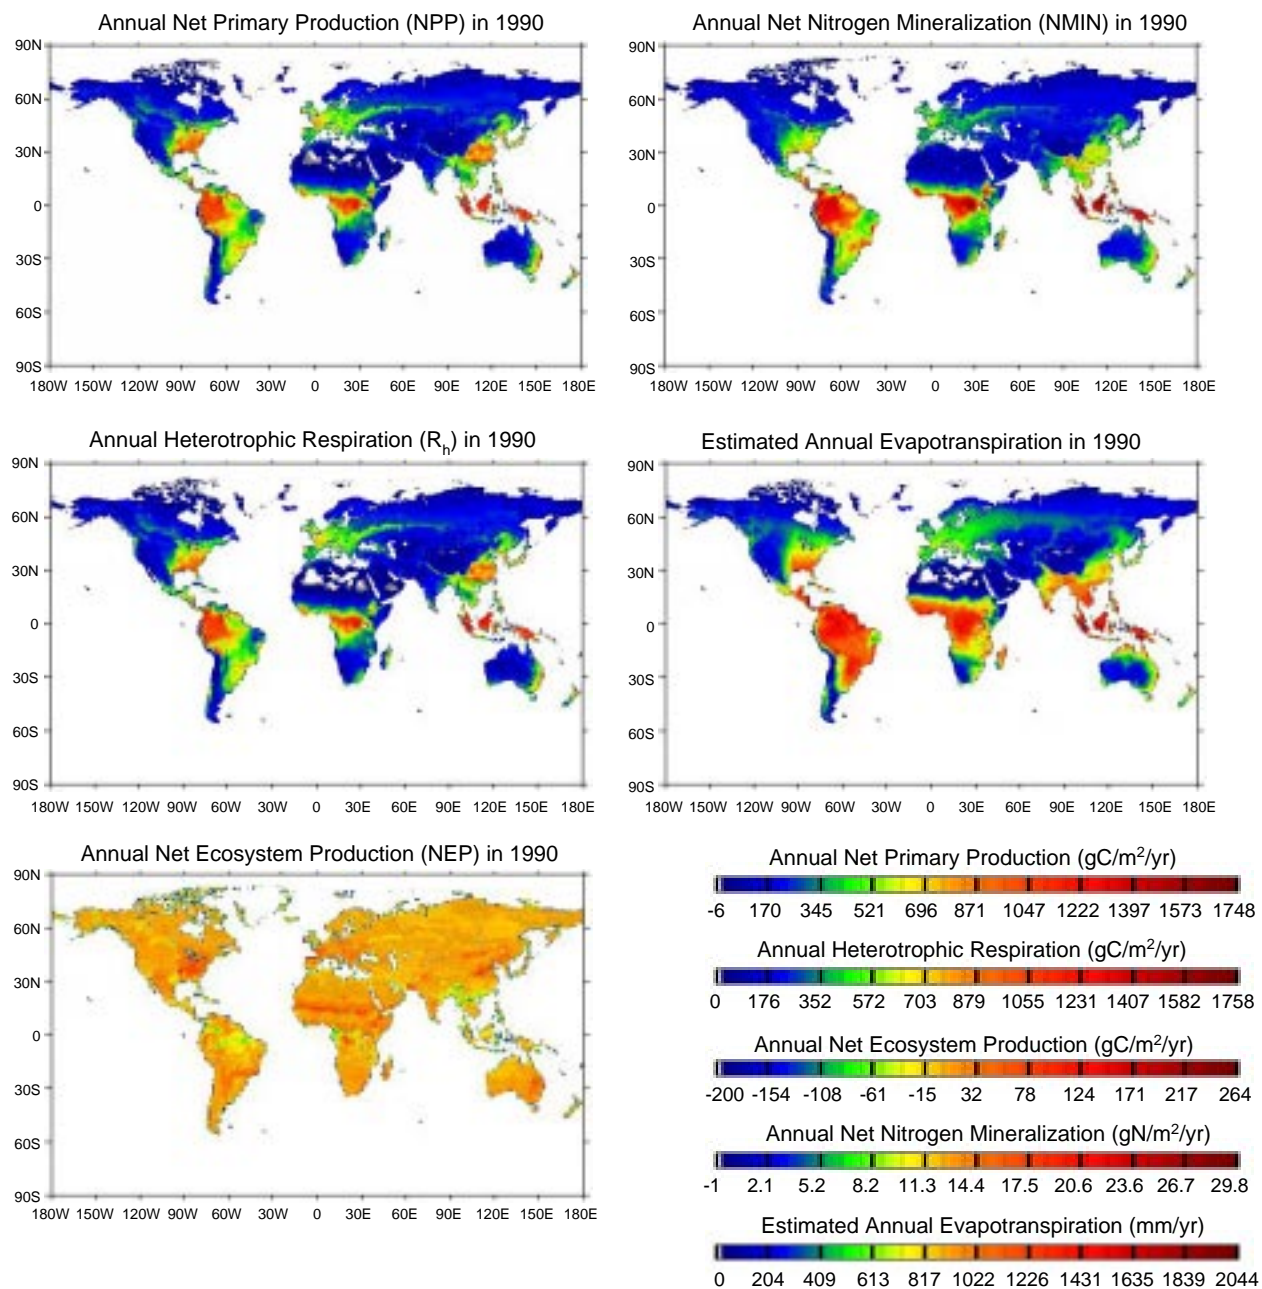 Annual Net Primary Production (NPP) in 1990
90N
60N
30N
0
30S
60S
90S
180W 150W 120W 90W 60W 30W 0 30E 60E 90E 120E 150E 180E
Annual Net Nitrogen Mineralization (NMIN) in 1990
90N
60N
30N
0
30S
60S
90S
180W 150W 120W 90W 60W 30W 0 30E 60E 90E 120E 150E 180E
Annual Heterotrophic Respiration (Rh) in 1990
90N
60N
30N
0
30S
60S
90S
180W 150W 120W 90W 60W 30W 0 30E 60E 90E 120E 150E 180E
Estimated Annual Evapotranspiration in 1990
90N
60N
30N
0
30S
60S
90S
180W 150W 120W 90W 60W 30W 0 30E 60E 90E 120E 150E 180E
Annual Net Ecosystem Production (NEP) in 1990
90N
60N
30N
0
30S
60S
90S
180W 150W 120W 90W 60W 30W 0 30E 60E 90E 120E 150E 180E
Annual Net Primary Production (gC/m²/yr)
-6 170 345 521 696 871 1047 1222 1397 1573 1748
Annual Heterotrophic Respiration (gC/m²/yr)
0 176 352 572 703 879 1055 1231 1407 1582 1758
Annual Net Ecosystem Production (gC/m²/yr)
-200 -154 -108 -61 -15 32 78 124 171 217 264
Annual Net Nitrogen Mineralization (gN/m²/yr)
-1 2.1 5.2 8.2 11.3 14.4 17.5 20.6 23.6 26.7 29.8
Estimated Annual Evapotranspiration (mm/yr)
0 204 409 613 817 1022 1226 1431 1635 1839 2044